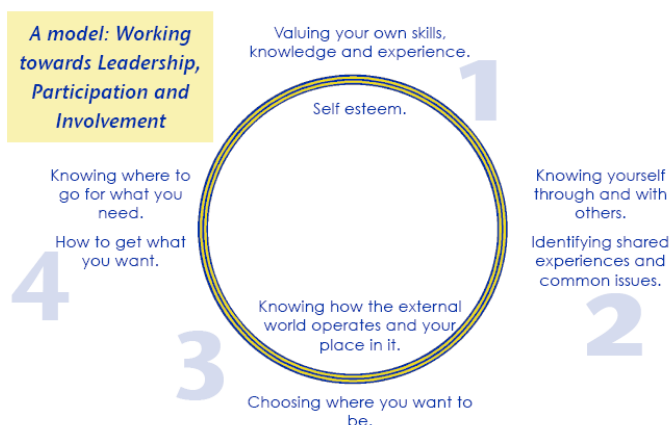 A model: Working
towards Leadership,
Participation and
Involvement
Valuing your own skills,
knowledge and experience.
1
Self esteem.
Knowing yourself
through and with
others.
Identifying shared
experiences and
common issues.
2
Knowing how the external
world operates and your
place in it.
3
Choosing where you want to
be.
Knowing where to
go for what you
need.
How to get what
you want.
4